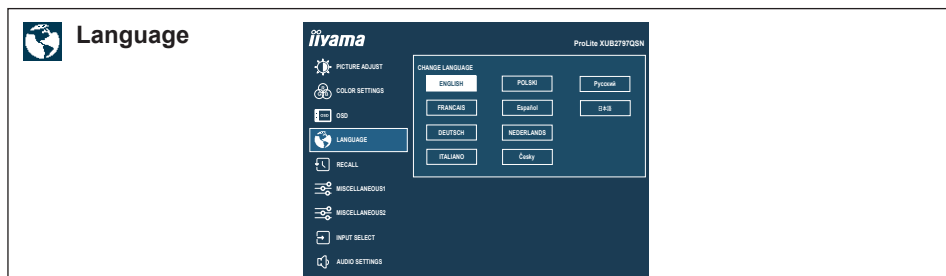 Language
iiyama
ProLite XUB2797QSN
PICTURE ADJUST
COLOR SETTINGS
OSD
OSD
LANGUAGE
RECALL
MISCELLANEOUS1
MISCELLANEOUS2
INPUT SELECT
AUDIO SETTINGS
CHANGE LANGUAGE
ENGLISH
POLSKI
Русский
FRANCAIS
Español
日本語
DEUTSCH
NEDERLANDS
ITALIANO
Česky